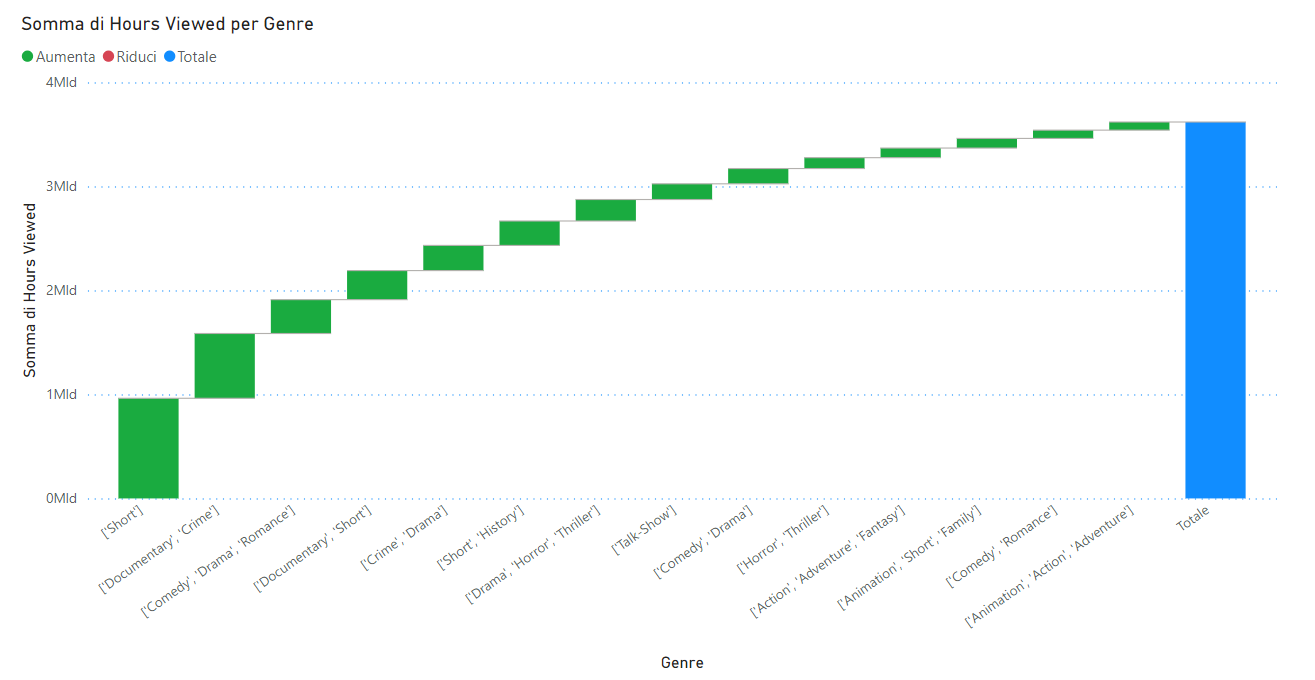 Somma di Hours Viewed per Genre
Aumenta Riduci Totale
4Mld
3Mld
2Mld
1Mld
0Mld
Somma di Hours Viewed
['Short']
['Documentary', 'Crime']
['Comedy', 'Drama', 'Romance']
['Documentary', 'Short']
['Crime', 'Drama']
['Short', 'History']
['Drama', 'Horror', 'Thriller']
['Talk-Show']
['Comedy', 'Drama']
['Horror', 'Thriller']
['Action', 'Adventure', 'Fantasy']
['Animation', 'Short', 'Family']
['Comedy', 'Romance']
['Animation', 'Action', 'Adventure']
Totale
Genre